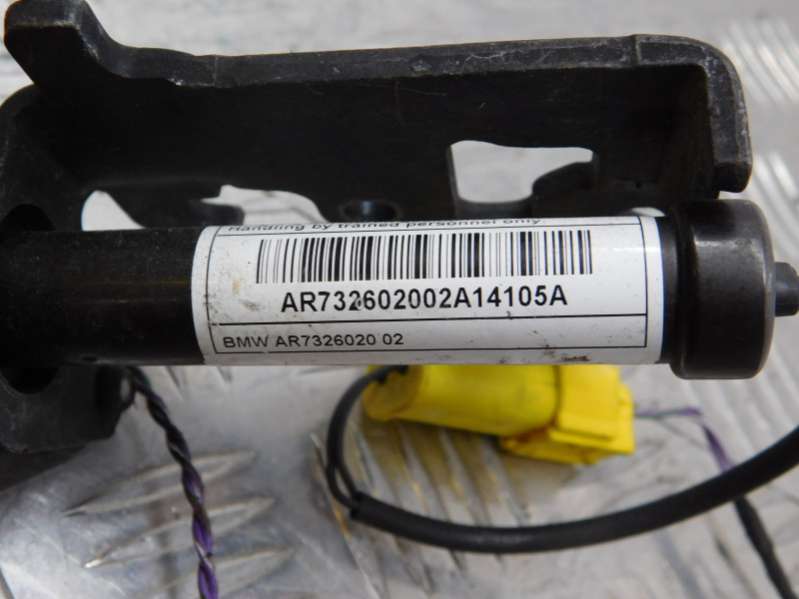 Handling by trained personnel only.
AR732602002A14105A
BMW AR7326020 02